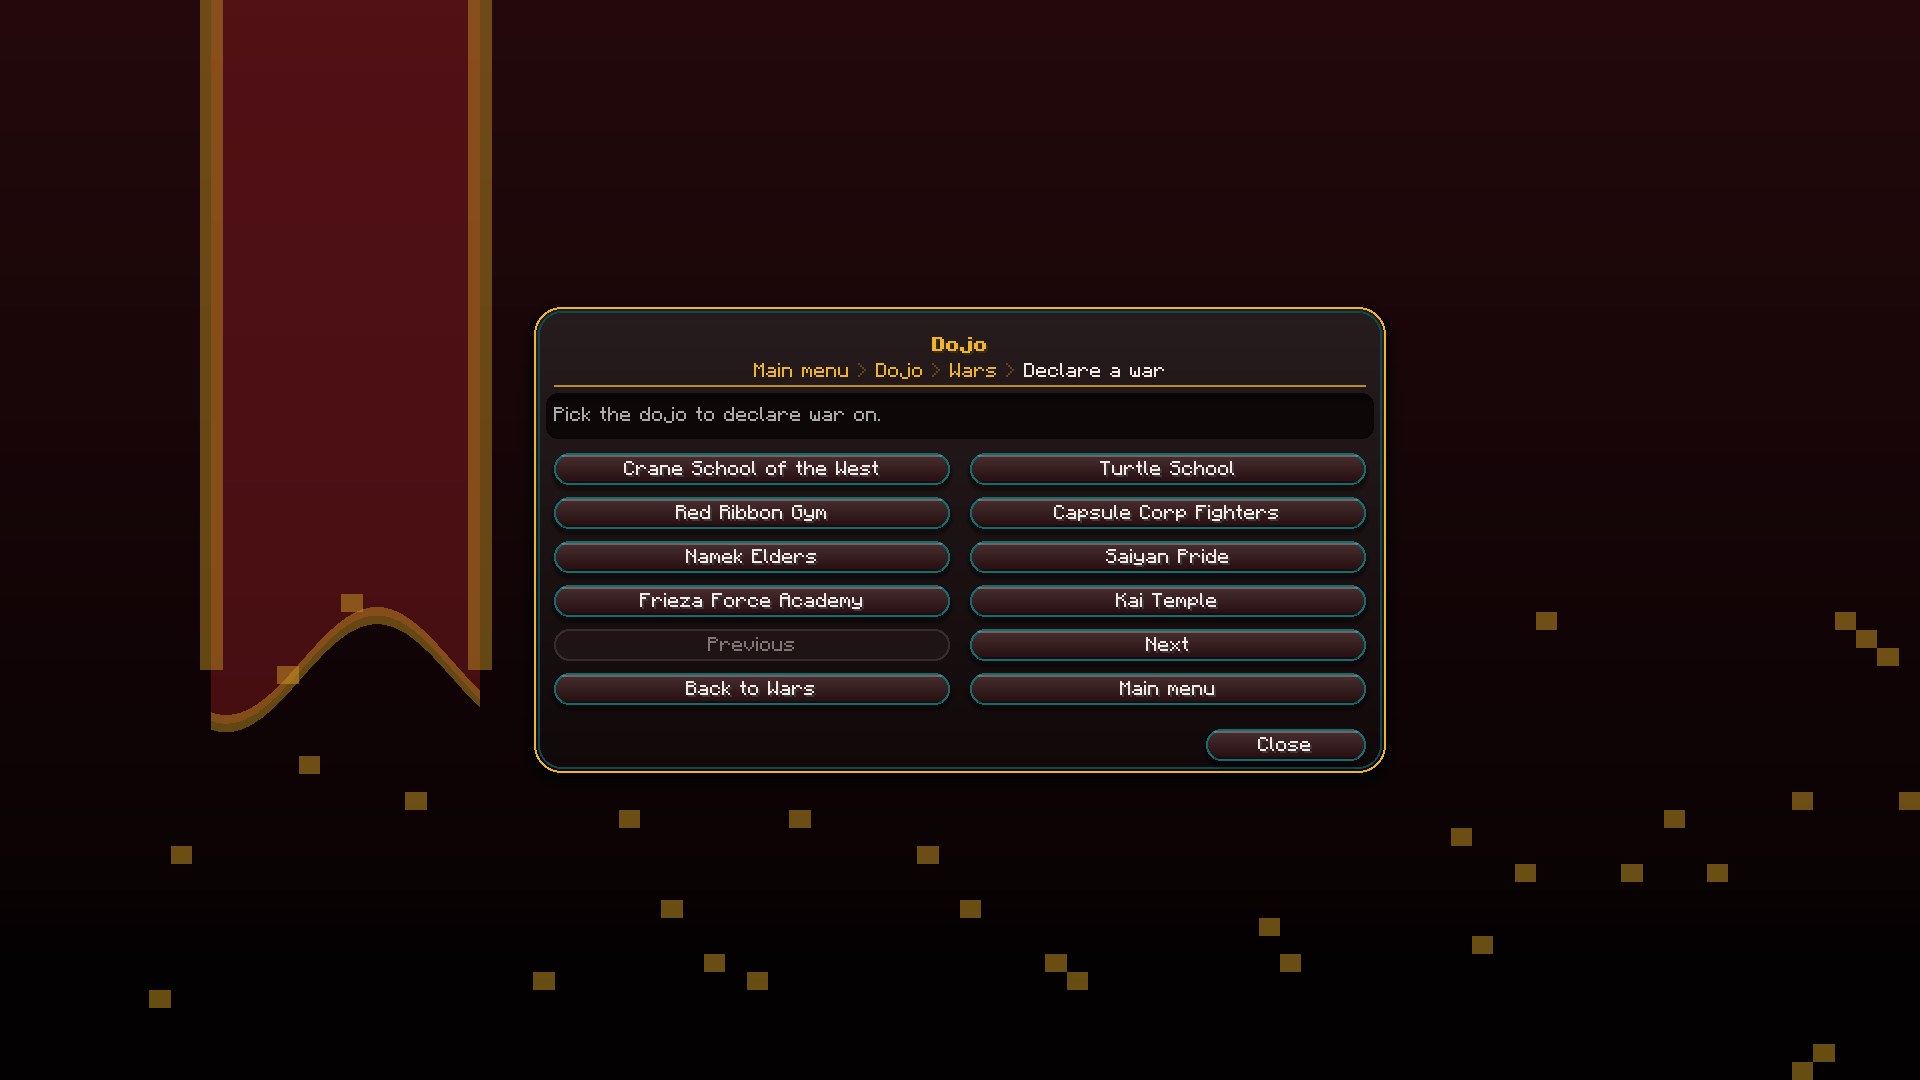 Dojo
Main menu > Dojo > Wars > Declare a war
Pick the dojo to declare war on.
Crane School of the West
Turtle School
Red Ribbon Gym
Capsule Corp Fighters
Namek Elders
Saiyan Pride
Frieza Force Academy
Kai Temple
Previous
Next
Back to Wars
Main menu
Close